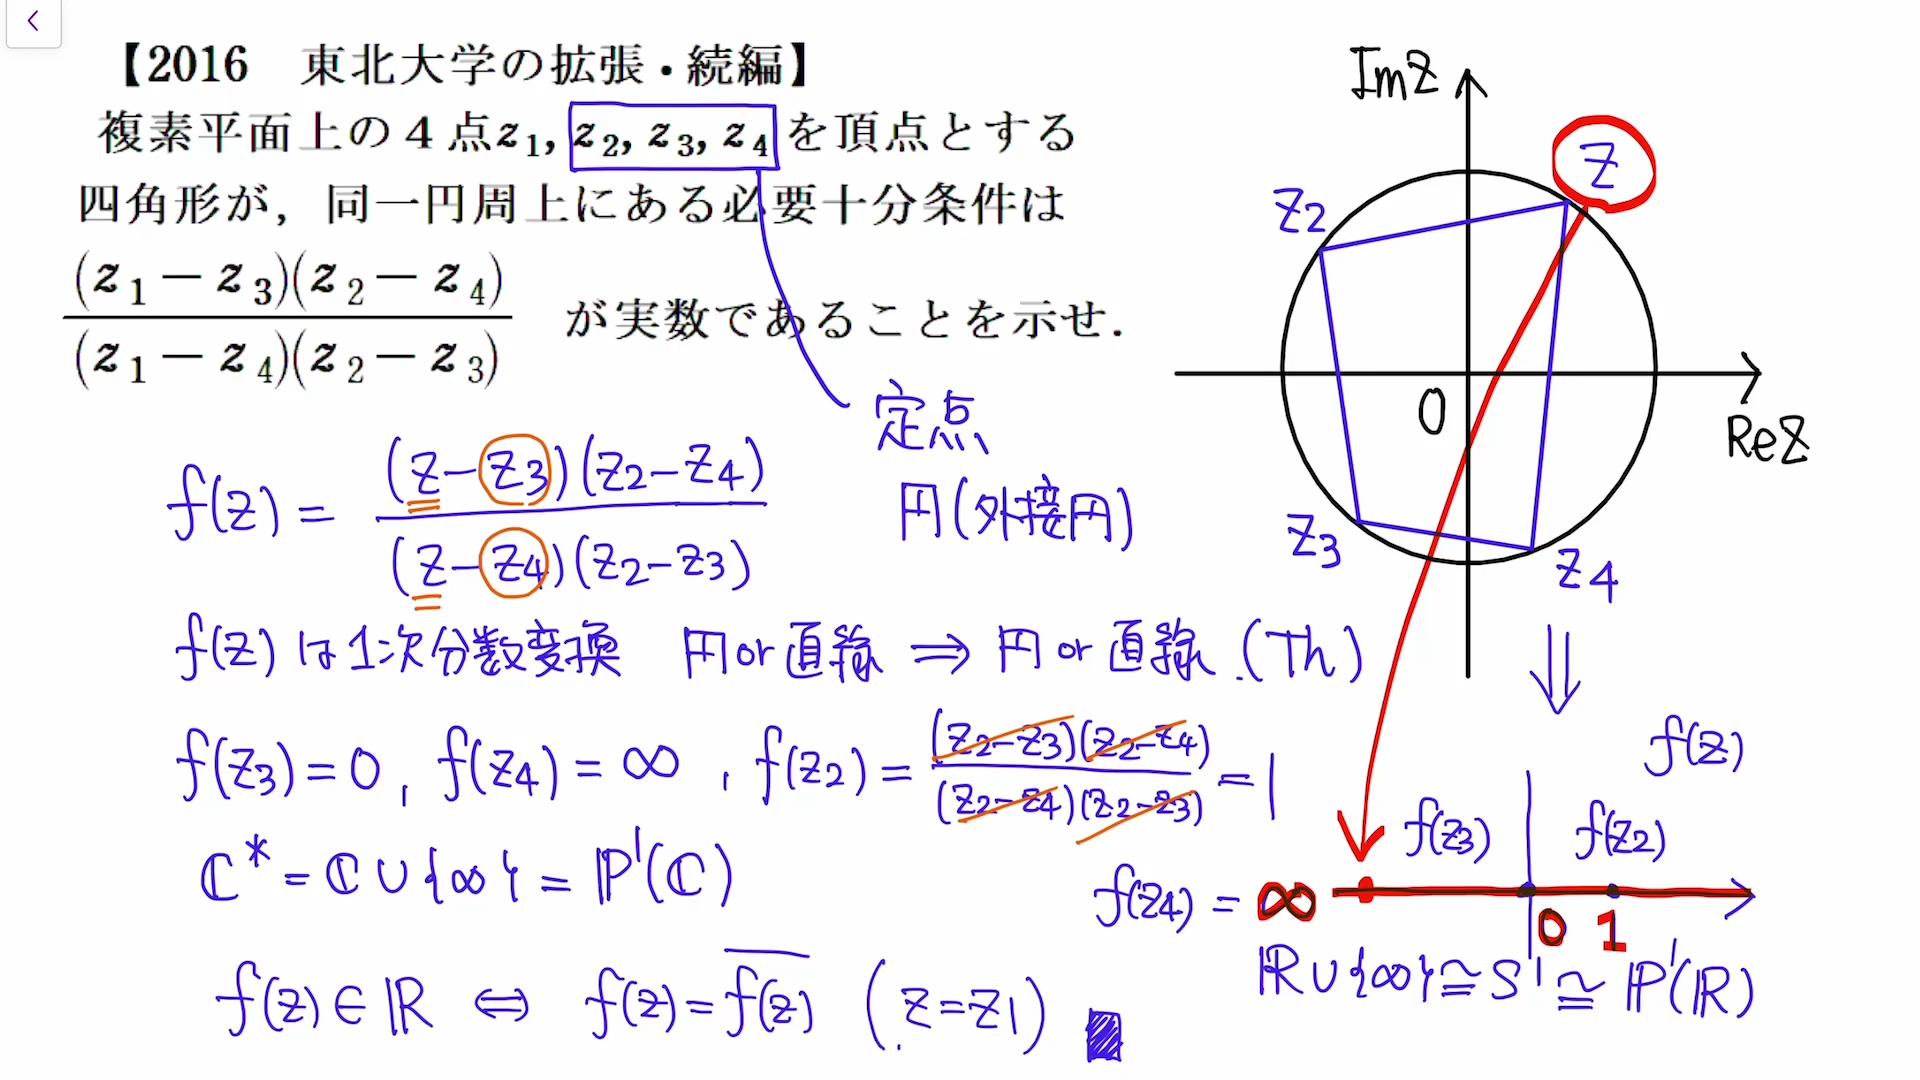 【2016 東北大学の拡張・続編】
複素平面上の4点z₁, z₂, z₃, z₄を頂点とする
四角形が, 同一円周上にある必要十分条件は
(z₁－z₃)(z₂－z₄)
(z₁－z₄)(z₂－z₃)
が実数であることを示せ.
定点
円(外接円)
f(z) = (z-z3)(z2-z4)
(z-z4)(z2-z3)
f(z)は1次分数変換 円or直線 ⇒ 円or直線.(Th)
f(z3)=0, f(z4)=∞, f(z2)= (z2-z3)(z2-z4)
(z2-z4)(z2-z3) =1
ℂ*=ℂ∪{∞}=ℙ¹(ℂ)
f(z)∈ℝ ⇔ f(z)=\overline{f(z)} (z=z1)
Imz
z
z2
0
Rez
z3
z4
⇓
f(z)
f(z3) f(z2)
f(z4)=∞
0 1
ℝ∪{∞}≅S¹≅ℙ¹(ℝ)